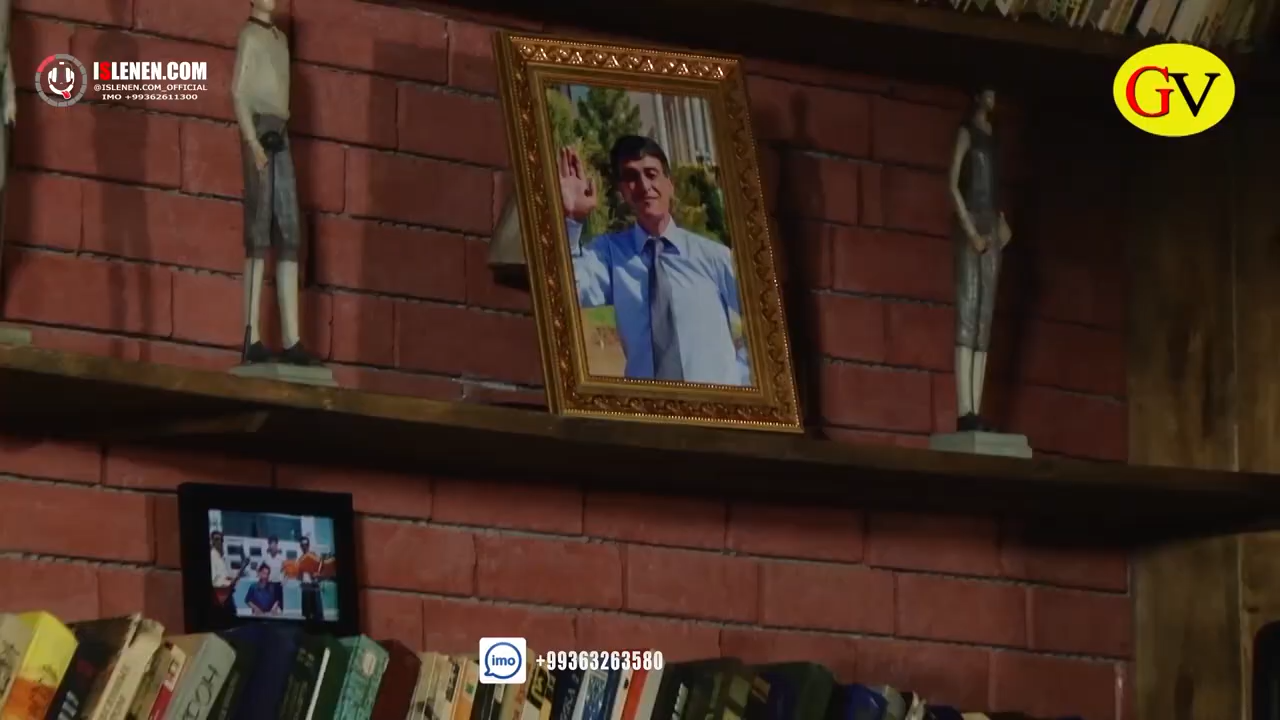 ISLENEN.COM
@ISLENEN.COM_OFFICIAL
IMO +99362611300
GV
imo +99363263580